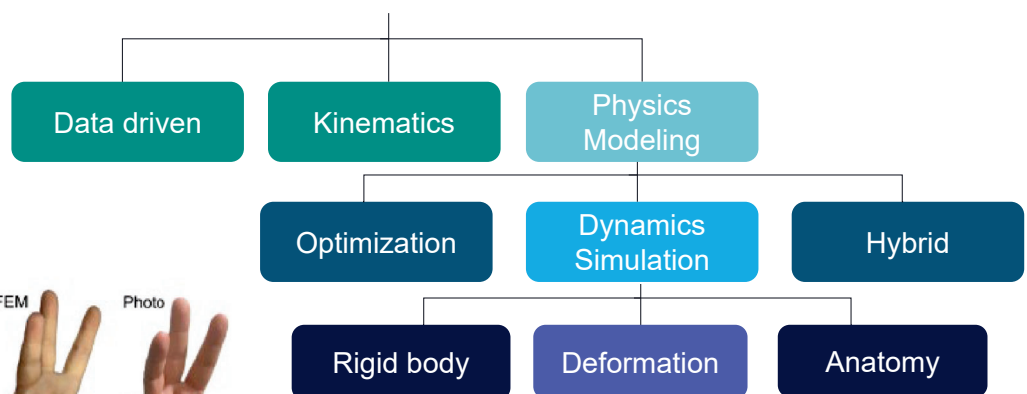 Data driven
Kinematics
Physics
Modeling
Optimization
Dynamics
Simulation
Hybrid
FEM
Photo
Rigid body
Deformation
Anatomy